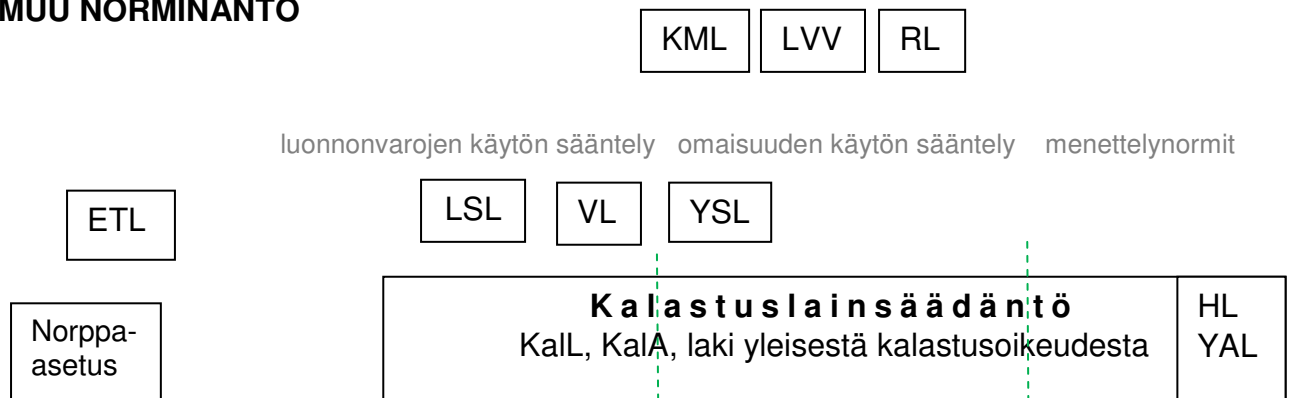 MUU NORMINANTO
KML LVV RL
luonnonvarojen käytön sääntely omaisuuden käytön sääntely menettelynormit
ETL LSL VL YSL
Kalastuslainsäädäntö
KalL, KalA, laki yleisestä kalastusoikeudesta
HL
YAL
Norppa-
asetus